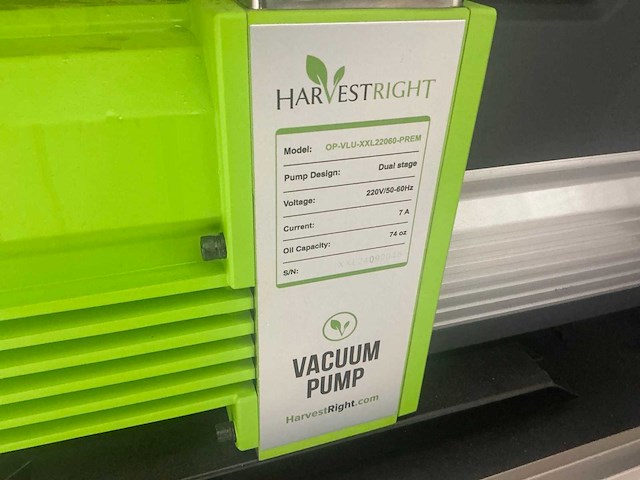 HARVESTRIGHT
Model: OP-VLU-XXL22060-PREM
Pump Design: Dual stage
Voltage: 220V/50-60Hz
Current: 7 A
Oil Capacity: 74 oz
S/N:
VACUUM
PUMP
HarvestRight.com